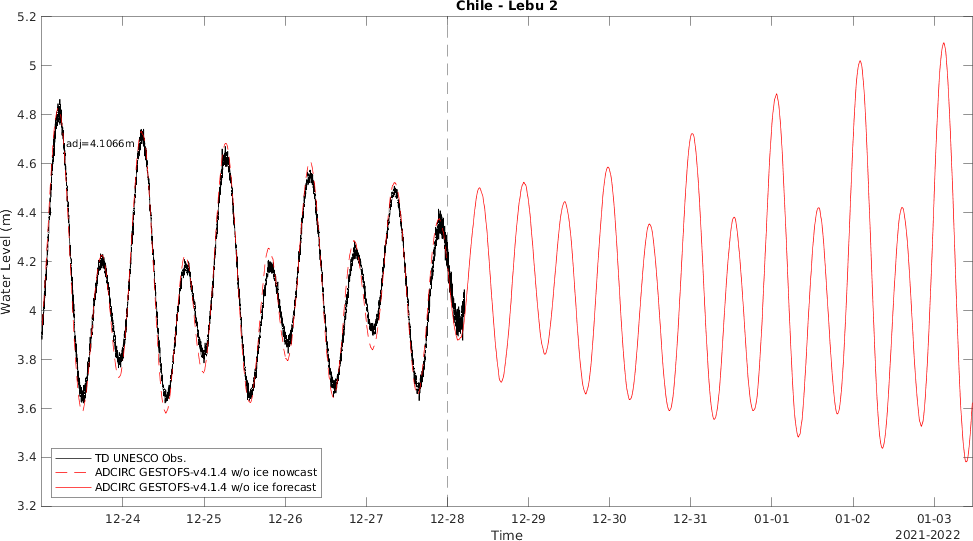 Chile - Lebu 2
5.2
5
4.8
4.6
4.4
4.2
4
3.8
3.6
3.4
3.2
Water Level (m)
adj=4.1066m
TD UNESCO Obs.
ADCIRC GESTOFS-v4.1.4 w/o ice nowcast
ADCIRC GESTOFS-v4.1.4 w/o ice forecast
12-24 12-25 12-26 12-27 12-28 12-29 12-30 12-31 01-01 01-02 01-03
Time
2021-2022